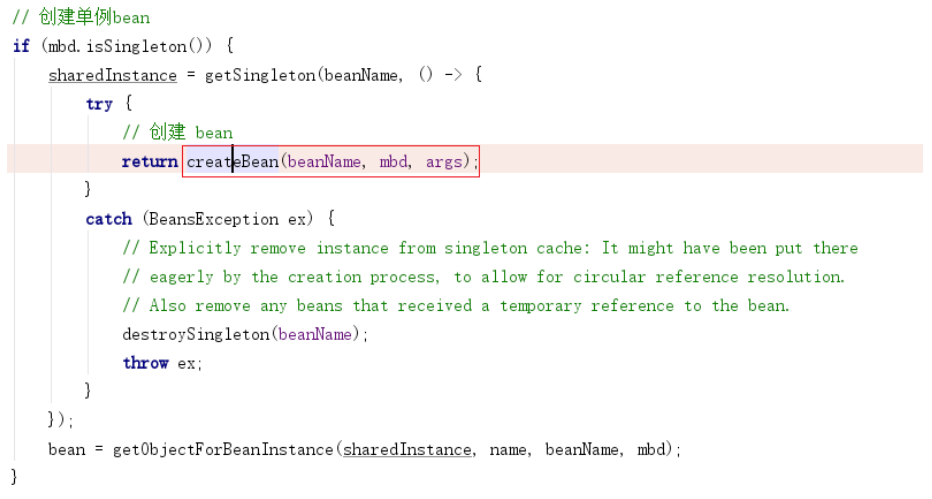 // 创建单例bean
if (mbd.isSingleton()) {
sharedInstance = getSingleton(beanName, () -> {
try {
// 创建 bean
return createBean(beanName, mbd, args);
}
catch (BeansException ex) {
// Explicitly remove instance from singleton cache: It might have been put there
// eagerly by the creation process, to allow for circular reference resolution.
// Also remove any beans that received a temporary reference to the bean.
destroySingleton(beanName);
throw ex;
}
});
bean = getObjectForBeanInstance(sharedInstance, name, beanName, mbd);
}